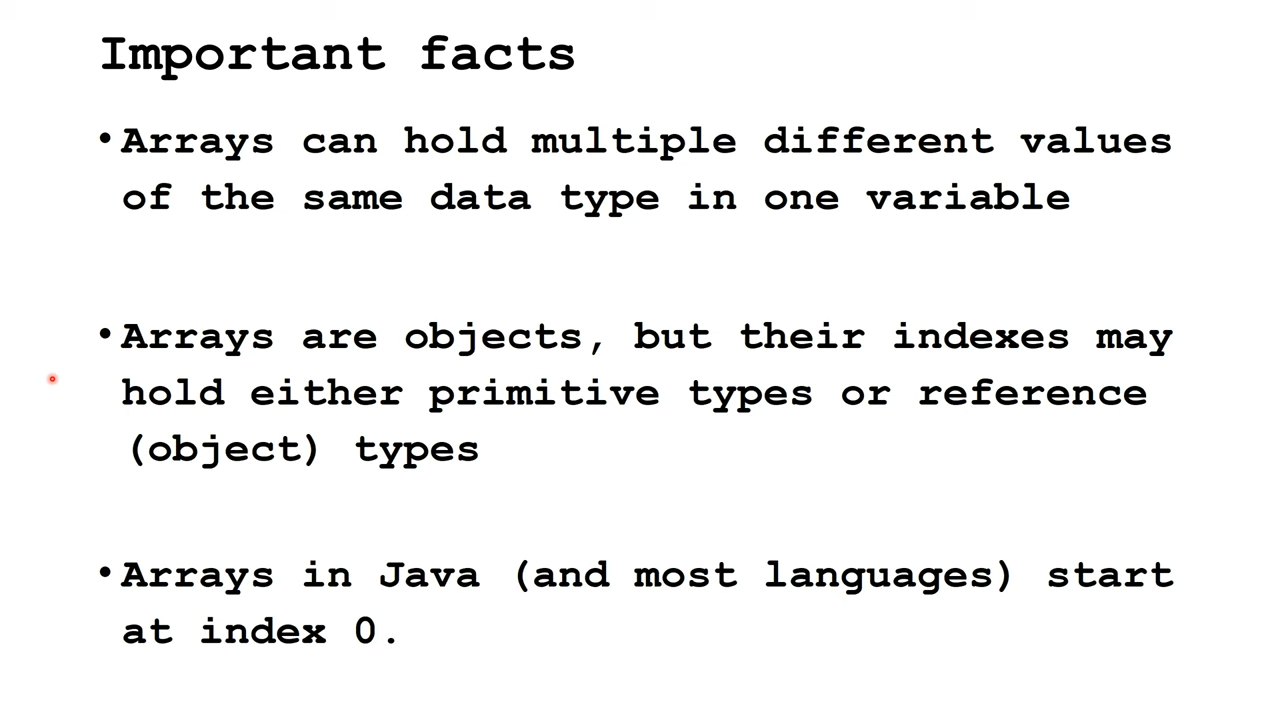 Important facts
•Arrays can hold multiple different values
of the same data type in one variable
•Arrays are objects, but their indexes may
hold either primitive types or reference
(object) types
•Arrays in Java (and most languages) start
at index 0.